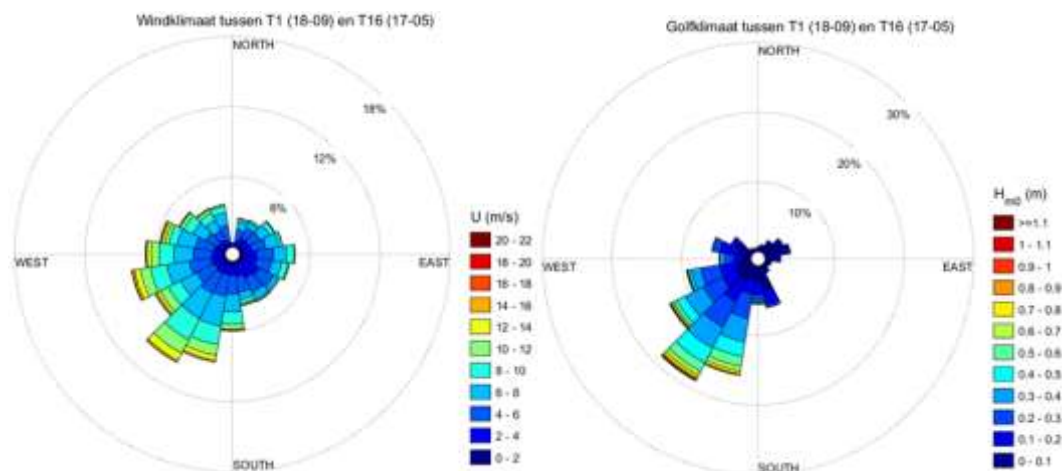 Windklimaat tussen T1 (18-09) en T16 (17-05)
NORTH
18%
12%
6%
WEST
EAST
SOUTH
U (m/s)
20 - 22
18 - 20
16 - 18
14 - 16
12 - 14
10 - 12
8 - 10
6 - 8
4 - 6
2 - 4
0 - 2
Golfklimaat tussen T1 (18-09) en T16 (17-05)
NORTH
30%
20%
10%
WEST
EAST
SOUTH
Hm0 (m)
>=1.1
1 - 1.1
0.9 - 1
0.8 - 0.9
0.7 - 0.8
0.6 - 0.7
0.5 - 0.6
0.4 - 0.5
0.3 - 0.4
0.2 - 0.3
0.1 - 0.2
0 - 0.1